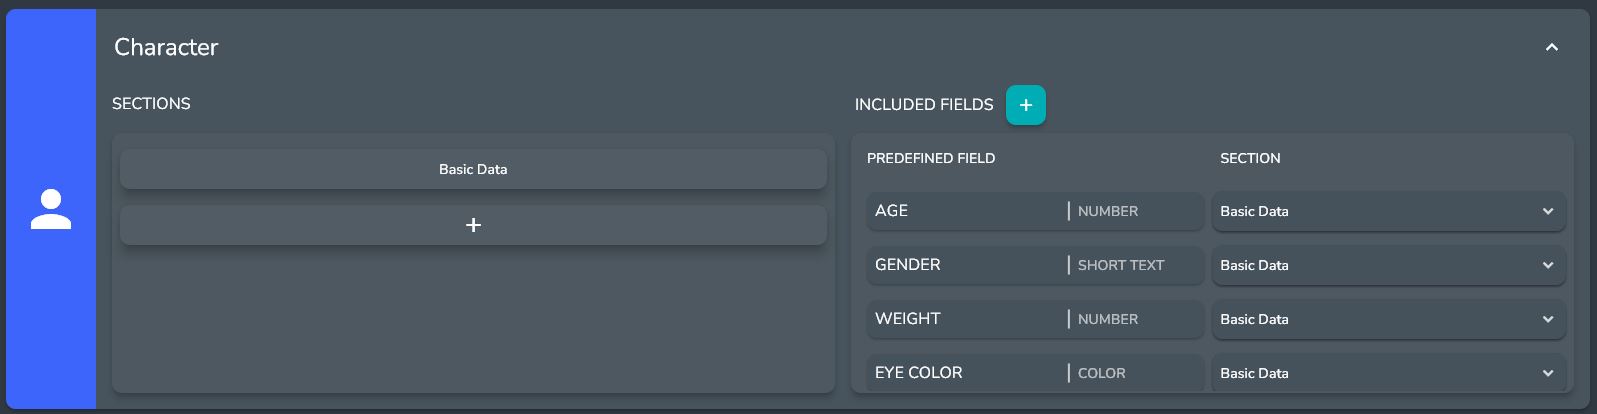 Character
SECTIONS
Basic Data
+
INCLUDED FIELDS +
PREDEFINED FIELD SECTION
AGE | NUMBER Basic Data
GENDER | SHORT TEXT Basic Data
WEIGHT | NUMBER Basic Data
EYE COLOR | COLOR Basic Data